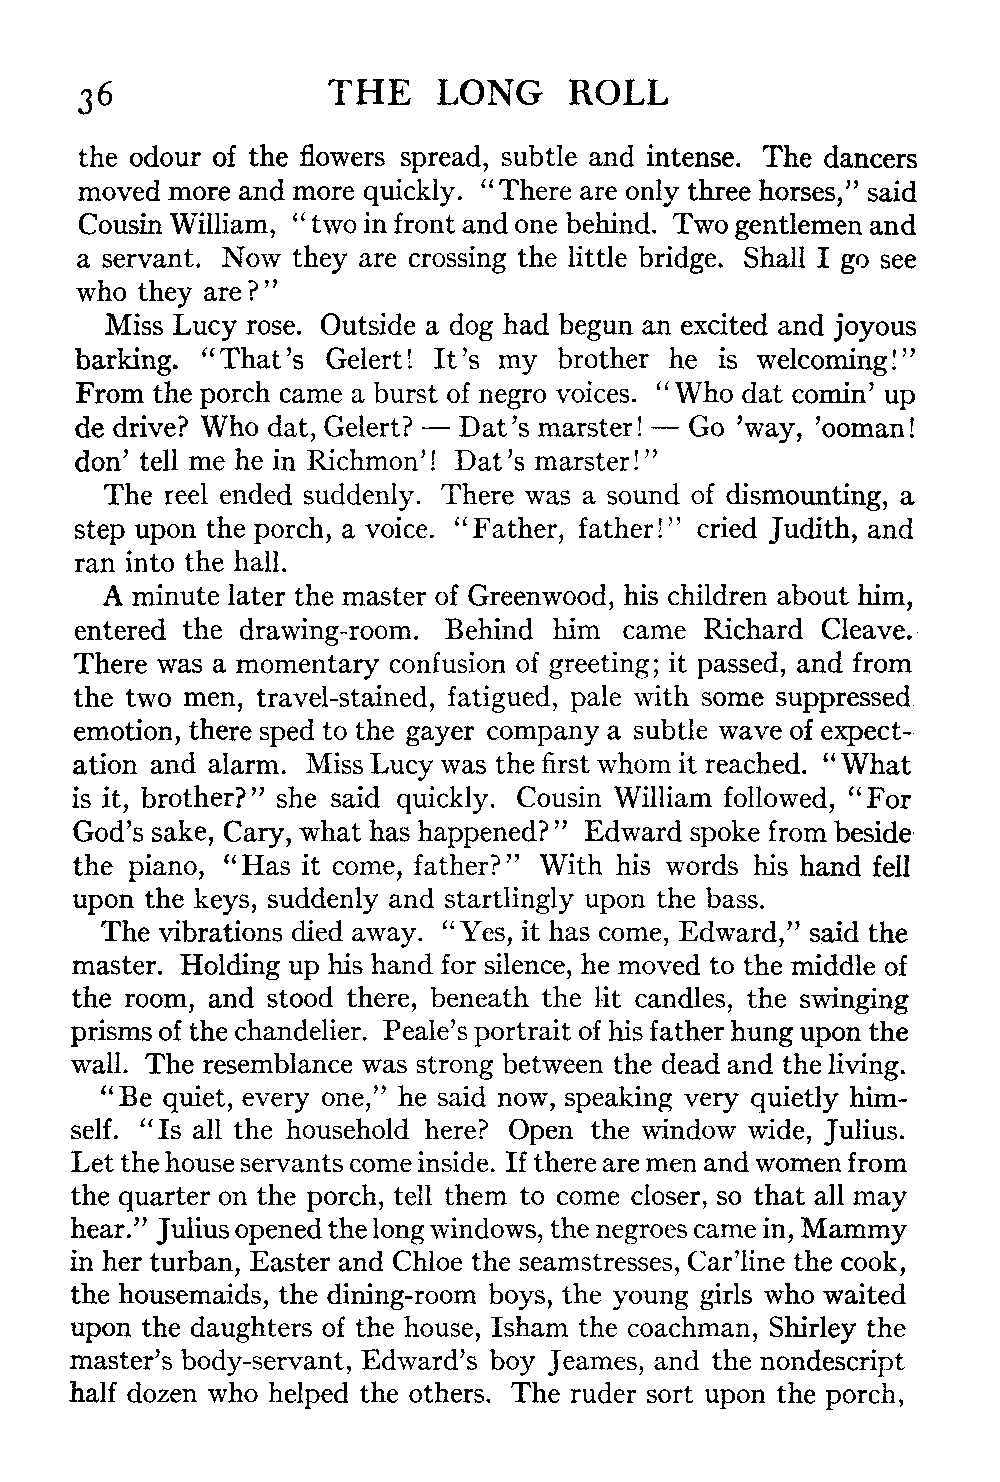 36 THE LONG ROLL
the odour of the flowers spread, subtle and intense. The dancers
moved more and more quickly. "There are only three horses," said
Cousin William, "two in front and one behind. Two gentlemen and
a servant. Now they are crossing the little bridge. Shall I go see
who they are?"
Miss Lucy rose. Outside a dog had begun an excited and joyous
barking. "That's Gelert! It's my brother he is welcoming!"
From the porch came a burst of negro voices. "Who dat comin' up
de drive? Who dat, Gelert? — Dat's marster! — Go 'way, 'ooman!
don' tell me he in Richmon'! Dat's marster!"
The reel ended suddenly. There was a sound of dismounting, a
step upon the porch, a voice. "Father, father!" cried Judith, and
ran into the hall.
A minute later the master of Greenwood, his children about him,
entered the drawing-room. Behind him came Richard Cleave.
There was a momentary confusion of greeting; it passed, and from
the two men, travel-stained, fatigued, pale with some suppressed
emotion, there sped to the gayer company a subtle wave of expect-
ation and alarm. Miss Lucy was the first whom it reached. "What
is it, brother?" she said quickly. Cousin William followed, "For
God's sake, Cary, what has happened?" Edward spoke from beside
the piano, "Has it come, father?" With his words his hand fell
upon the keys, suddenly and startlingly upon the bass.
The vibrations died away. "Yes, it has come, Edward," said the
master. Holding up his hand for silence, he moved to the middle of
the room, and stood there, beneath the lit candles, the swinging
prisms of the chandelier. Peale's portrait of his father hung upon the
wall. The resemblance was strong between the dead and the living.
"Be quiet, every one," he said now, speaking very quietly him-
self. "Is all the household here? Open the window wide, Julius.
Let the house servants come inside. If there are men and women from
the quarter on the porch, tell them to come closer, so that all may
hear." Julius opened the long windows, the negroes came in, Mammy
in her turban, Easter and Chloe the seamstresses, Car'line the cook,
the housemaids, the dining-room boys, the young girls who waited
upon the daughters of the house, Isham the coachman, Shirley the
master's body-servant, Edward's boy Jeames, and the nondescript
half dozen who helped the others. The ruder sort upon the porch,